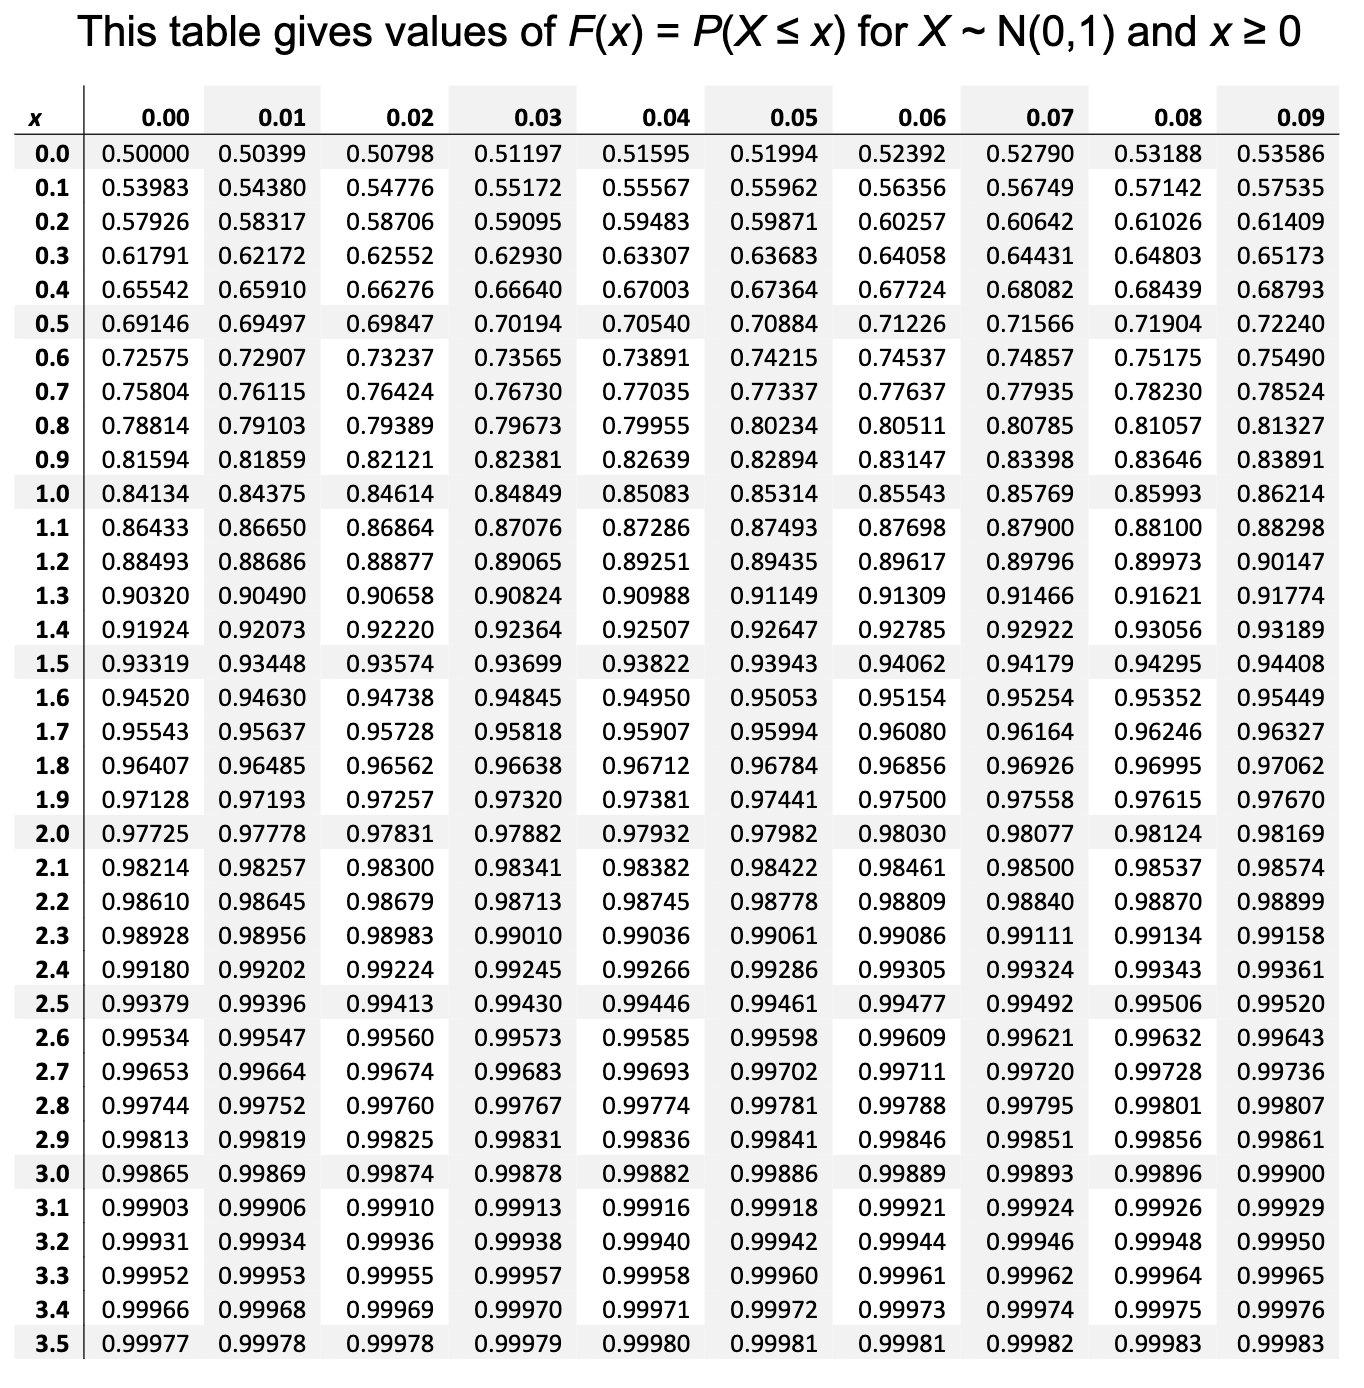 This table gives values of F(x) = P(X ≤ x) for X ~ N(0,1) and x ≥ 0
x 0.00 0.01 0.02 0.03 0.04 0.05 0.06 0.07 0.08 0.09
0.0 0.50000 0.50399 0.50798 0.51197 0.51595 0.51994 0.52392 0.52790 0.53188 0.53586
0.1 0.53983 0.54380 0.54776 0.55172 0.55567 0.55962 0.56356 0.56749 0.57142 0.57535
0.2 0.57926 0.58317 0.58706 0.59095 0.59483 0.59871 0.60257 0.60642 0.61026 0.61409
0.3 0.61791 0.62172 0.62552 0.62930 0.63307 0.63683 0.64058 0.64431 0.64803 0.65173
0.4 0.65542 0.65910 0.66276 0.66640 0.67003 0.67364 0.67724 0.68082 0.68439 0.68793
0.5 0.69146 0.69497 0.69847 0.70194 0.70540 0.70884 0.71226 0.71566 0.71904 0.72240
0.6 0.72575 0.72907 0.73237 0.73565 0.73891 0.74215 0.74537 0.74857 0.75175 0.75490
0.7 0.75804 0.76115 0.76424 0.76730 0.77035 0.77337 0.77637 0.77935 0.78230 0.78524
0.8 0.78814 0.79103 0.79389 0.79673 0.79955 0.80234 0.80511 0.80785 0.81057 0.81327
0.9 0.81594 0.81859 0.82121 0.82381 0.82639 0.82894 0.83147 0.83398 0.83646 0.83891
1.0 0.84134 0.84375 0.84614 0.84849 0.85083 0.85314 0.85543 0.85769 0.85993 0.86214
1.1 0.86433 0.86650 0.86864 0.87076 0.87286 0.87493 0.87698 0.87900 0.88100 0.88298
1.2 0.88493 0.88686 0.88877 0.89065 0.89251 0.89435 0.89617 0.89796 0.89973 0.90147
1.3 0.90320 0.90490 0.90658 0.90824 0.90988 0.91149 0.91309 0.91466 0.91621 0.91774
1.4 0.91924 0.92073 0.92220 0.92364 0.92507 0.92647 0.92785 0.92922 0.93056 0.93189
1.5 0.93319 0.93448 0.93574 0.93699 0.93822 0.93943 0.94062 0.94179 0.94295 0.94408
1.6 0.94520 0.94630 0.94738 0.94845 0.94950 0.95053 0.95154 0.95254 0.95352 0.95449
1.7 0.95543 0.95637 0.95728 0.95818 0.95907 0.95994 0.96080 0.96164 0.96246 0.96327
1.8 0.96407 0.96485 0.96562 0.96638 0.96712 0.96784 0.96856 0.96926 0.96995 0.97062
1.9 0.97128 0.97193 0.97257 0.97320 0.97381 0.97441 0.97500 0.97558 0.97615 0.97670
2.0 0.97725 0.97778 0.97831 0.97882 0.97932 0.97982 0.98030 0.98077 0.98124 0.98169
2.1 0.98214 0.98257 0.98300 0.98341 0.98382 0.98422 0.98461 0.98500 0.98537 0.98574
2.2 0.98610 0.98645 0.98679 0.98713 0.98745 0.98778 0.98809 0.98840 0.98870 0.98899
2.3 0.98928 0.98956 0.98983 0.99010 0.99036 0.99061 0.99086 0.99111 0.99134 0.99158
2.4 0.99180 0.99202 0.99224 0.99245 0.99266 0.99286 0.99305 0.99324 0.99343 0.99361
2.5 0.99379 0.99396 0.99413 0.99430 0.99446 0.99461 0.99477 0.99492 0.99506 0.99520
2.6 0.99534 0.99547 0.99560 0.99573 0.99585 0.99598 0.99609 0.99621 0.99632 0.99643
2.7 0.99653 0.99664 0.99674 0.99683 0.99693 0.99702 0.99711 0.99720 0.99728 0.99736
2.8 0.99744 0.99752 0.99760 0.99767 0.99774 0.99781 0.99788 0.99795 0.99801 0.99807
2.9 0.99813 0.99819 0.99825 0.99831 0.99836 0.99841 0.99846 0.99851 0.99856 0.99861
3.0 0.99865 0.99869 0.99874 0.99878 0.99882 0.99886 0.99889 0.99893 0.99896 0.99900
3.1 0.99903 0.99906 0.99910 0.99913 0.99916 0.99918 0.99921 0.99924 0.99926 0.99929
3.2 0.99931 0.99934 0.99936 0.99938 0.99940 0.99942 0.99944 0.99946 0.99948 0.99950
3.3 0.99952 0.99953 0.99955 0.99957 0.99958 0.99960 0.99961 0.99962 0.99964 0.99965
3.4 0.99966 0.99968 0.99969 0.99970 0.99971 0.99972 0.99973 0.99974 0.99975 0.99976
3.5 0.99977 0.99978 0.99978 0.99979 0.99980 0.99981 0.99981 0.99982 0.99983 0.99983